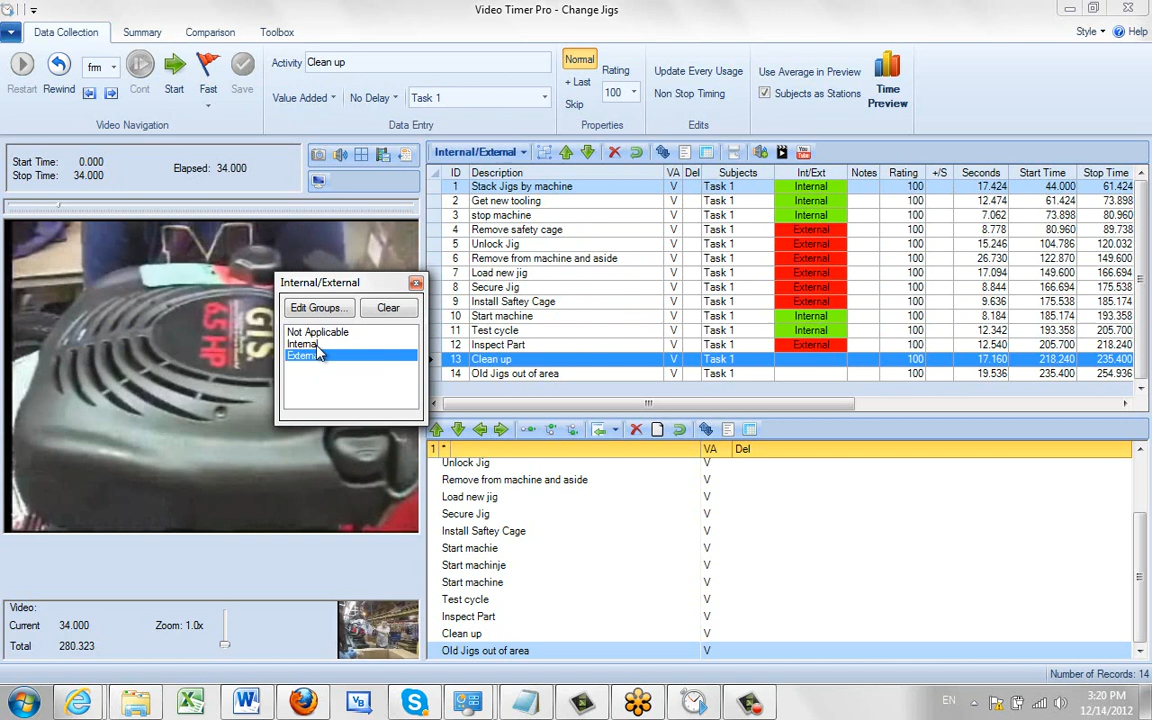 Video Timer Pro - Change Jigs
Data Collection Summary Comparison Toolbox Style Help
Restart Rewind fm Cont Start Fast Save
Video Navigation
Activity Clean up
Value Added No Delay Task 1
Data Entry
Normal
+ Last
Skip
Rating
100
Properties
Update Every Usage
Non Stop Timing
Edits
Use Average in Preview
Subjects as Stations
Time Preview
Start Time: 0.000
Stop Time: 34.000
Elapsed: 34.000
Internal/External
ID Description VA Del Subjects Int/Ext Notes Rating +/S Seconds Start Time Stop Time
1 Stack Jigs by machine V Task 1 Internal 100 17.424 44.000 61.424
2 Get new tooling V Task 1 Internal 100 12.474 61.424 73.898
3 stop machine V Task 1 Internal 100 7.062 73.898 80.960
4 Remove safety cage V Task 1 External 100 8.778 80.960 89.738
5 Unlock Jig V Task 1 External 100 15.246 104.786 120.032
6 Remove from machine and aside V Task 1 External 100 26.730 122.870 149.600
7 Load new jig V Task 1 External 100 17.094 149.600 166.694
8 Secure Jig V Task 1 External 100 8.844 166.694 175.538
9 Install Saftey Cage V Task 1 External 100 9.636 175.538 185.174
10 Start machine V Task 1 Internal 100 8.184 185.174 193.358
11 Test cycle V Task 1 Internal 100 12.342 193.358 205.700
12 Inspect Part V Task 1 External 100 12.540 205.700 218.240
13 Clean up V Task 1 100 17.160 218.240 235.400
14 Old Jigs out of area V Task 1 100 19.536 235.400 254.936
Internal/External
Edit Groups... Clear
Not Applicable
Internal
External
GTS.
6.5 HP
1 * VA Del
Unlock Jig V
Remove from machine and aside V
Load new jig V
Secure Jig V
Install Saftey Cage V
Start machie V
Start machinje V
Start machine V
Test cycle V
Inspect Part V
Clean up V
Old Jigs out of area V
Video:
Current 34.000 Zoom: 1.0x
Total 280.323
Number of Records: 14
EN
3:20 PM
12/14/2012